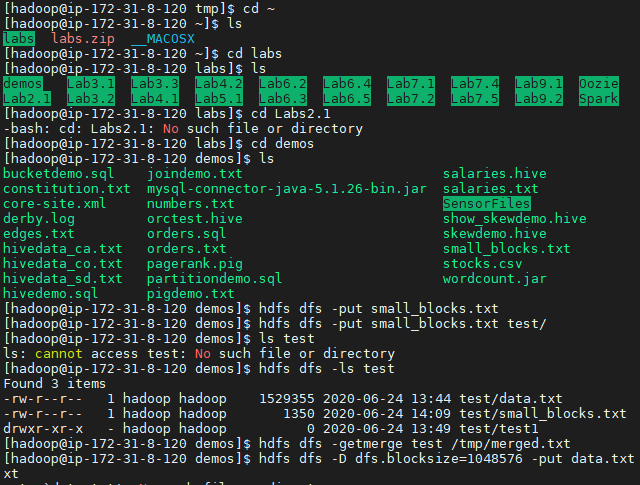 [hadoop@ip-172-31-8-120 tmp]$ cd ~
[hadoop@ip-172-31-8-120 ~]$ ls
labs  labs.zip  __MACOSX
[hadoop@ip-172-31-8-120 ~]$ cd labs
[hadoop@ip-172-31-8-120 labs]$ ls
demos   Lab3.1  Lab3.3  Lab4.2  Lab6.2  Lab6.4  Lab7.1  Lab7.4  Lab9.1  Oozie
Lab2.1  Lab3.2  Lab4.1  Lab5.1  Lab6.3  Lab6.5  Lab7.2  Lab7.5  Lab9.2  Spark
[hadoop@ip-172-31-8-120 labs]$ cd Labs2.1
-bash: cd: Labs2.1: No such file or directory
[hadoop@ip-172-31-8-120 labs]$ cd demos
[hadoop@ip-172-31-8-120 demos]$ ls
bucketdemo.sql    joindemo.txt                     salaries.hive
constitution.txt  mysql-connector-java-5.1.26-bin.jar  salaries.txt
core-site.xml     numbers.txt                      SensorFiles
derby.log         orctest.hive                     show_skewdemo.hive
edges.txt         orders.sql                       skewdemo.hive
hivedata_ca.txt   orders.txt                       small_blocks.txt
hivedata_co.txt   pagerank.pig                     stocks.csv
hivedata_sd.txt   partitiondemo.sql                wordcount.jar
hivedemo.sql      pigdemo.txt
[hadoop@ip-172-31-8-120 demos]$ hdfs dfs -put small_blocks.txt
[hadoop@ip-172-31-8-120 demos]$ hdfs dfs -put small_blocks.txt test/
[hadoop@ip-172-31-8-120 demos]$ ls test
ls: cannot access test: No such file or directory
[hadoop@ip-172-31-8-120 demos]$ hdfs dfs -ls test
Found 3 items
-rw-r--r--   1 hadoop hadoop    1529355 2020-06-24 13:44 test/data.txt
-rw-r--r--   1 hadoop hadoop       1350 2020-06-24 14:09 test/small_blocks.txt
drwxr-xr-x   - hadoop hadoop          0 2020-06-24 13:49 test/test1
[hadoop@ip-172-31-8-120 demos]$ hdfs dfs -getmerge test /tmp/merged.txt
[hadoop@ip-172-31-8-120 demos]$ hdfs dfs -D dfs.blocksize=1048576 -put data.t
xt